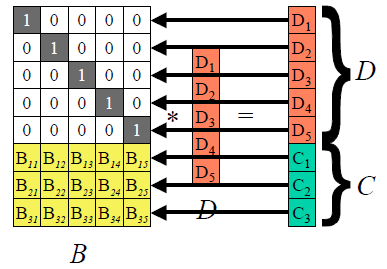 1 0 0 0 0 D₁
0 1 0 0 0 D₂
D₁
0 0 1 0 0 D₃ D
D₂
0 0 0 1 0 D₄
* D₃ =
0 0 0 0 1 D₅
D₄
B₁₁ B₁₂ B₁₃ B₁₄ B₁₅ C₁
D₅
B₂₁ B₂₂ B₂₃ B₂₄ B₂₅ C₂ C
B₃₁ B₃₂ B₃₃ B₃₄ B₃₅ C₃
D
B